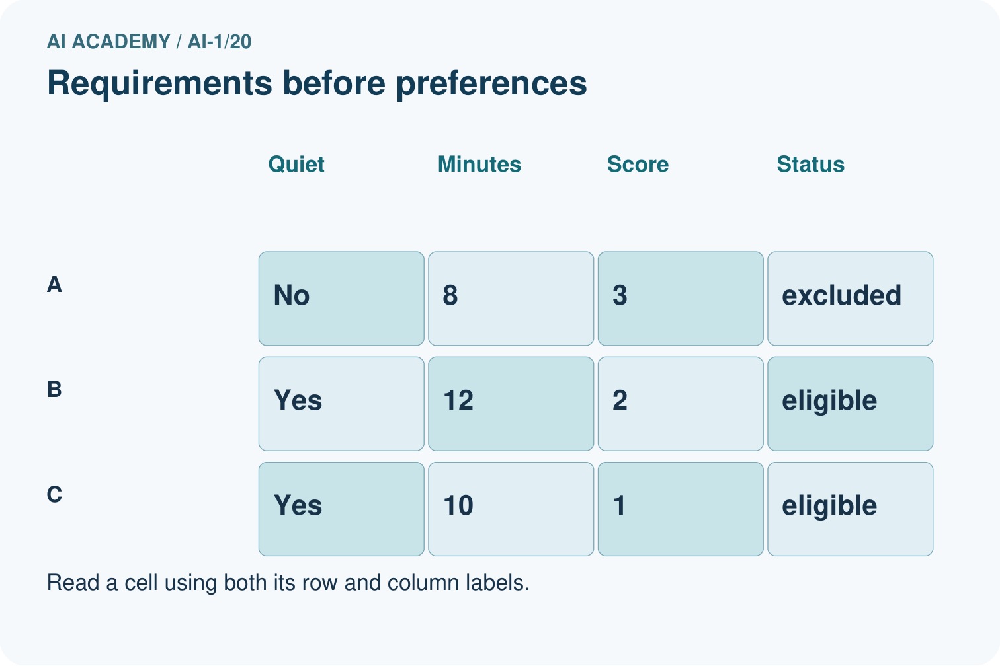 AI ACADEMY / AI-1/20
Requirements before preferences
Quiet Minutes Score Status
A No 8 3 excluded
B Yes 12 2 eligible
C Yes 10 1 eligible
Read a cell using both its row and column labels.